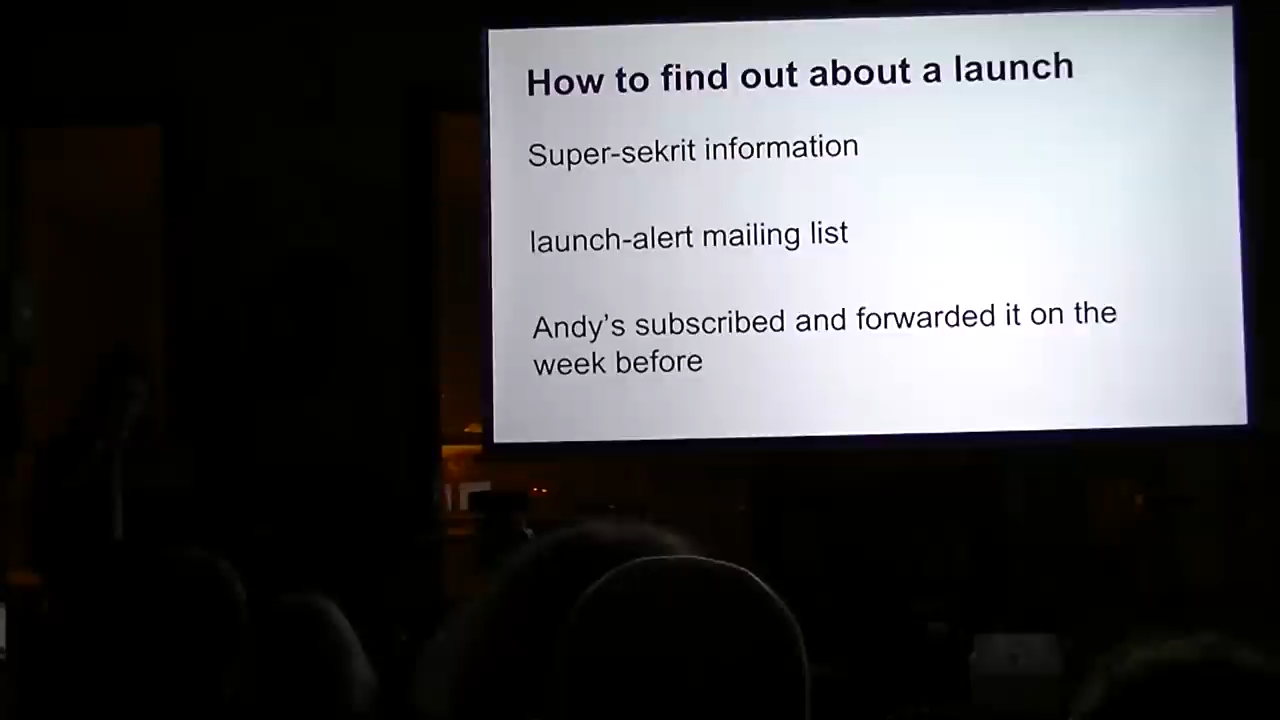 How to find out about a launch
Super-sekrit information
launch-alert mailing list
Andy's subscribed and forwarded it on the
week before